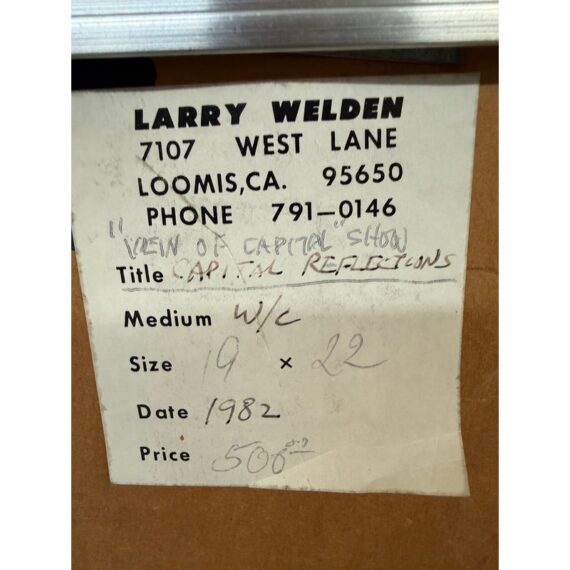 LARRY WELDEN
7107 WEST LANE
LOOMIS, CA. 95650
PHONE 791-0146
"VIEW OF CAPITAL" SHOW
Title CAPITAL REFLECTIONS
Medium W/C
Size 19 x 22
Date 1982
Price 500